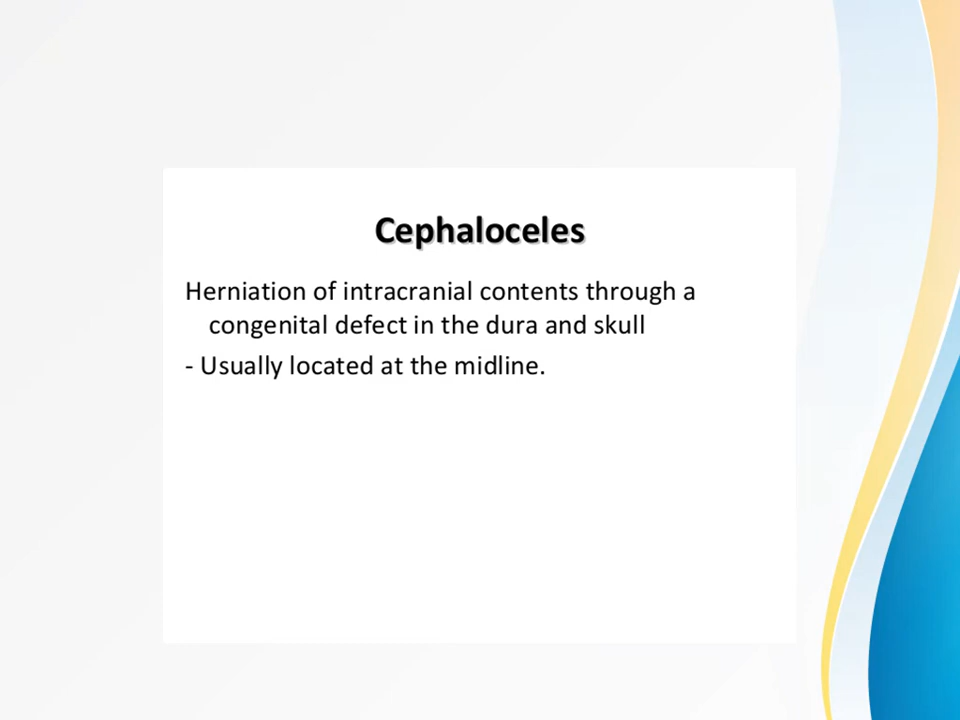 Cephaloceles
Herniation of intracranial contents through a
congenital defect in the dura and skull
- Usually located at the midline.